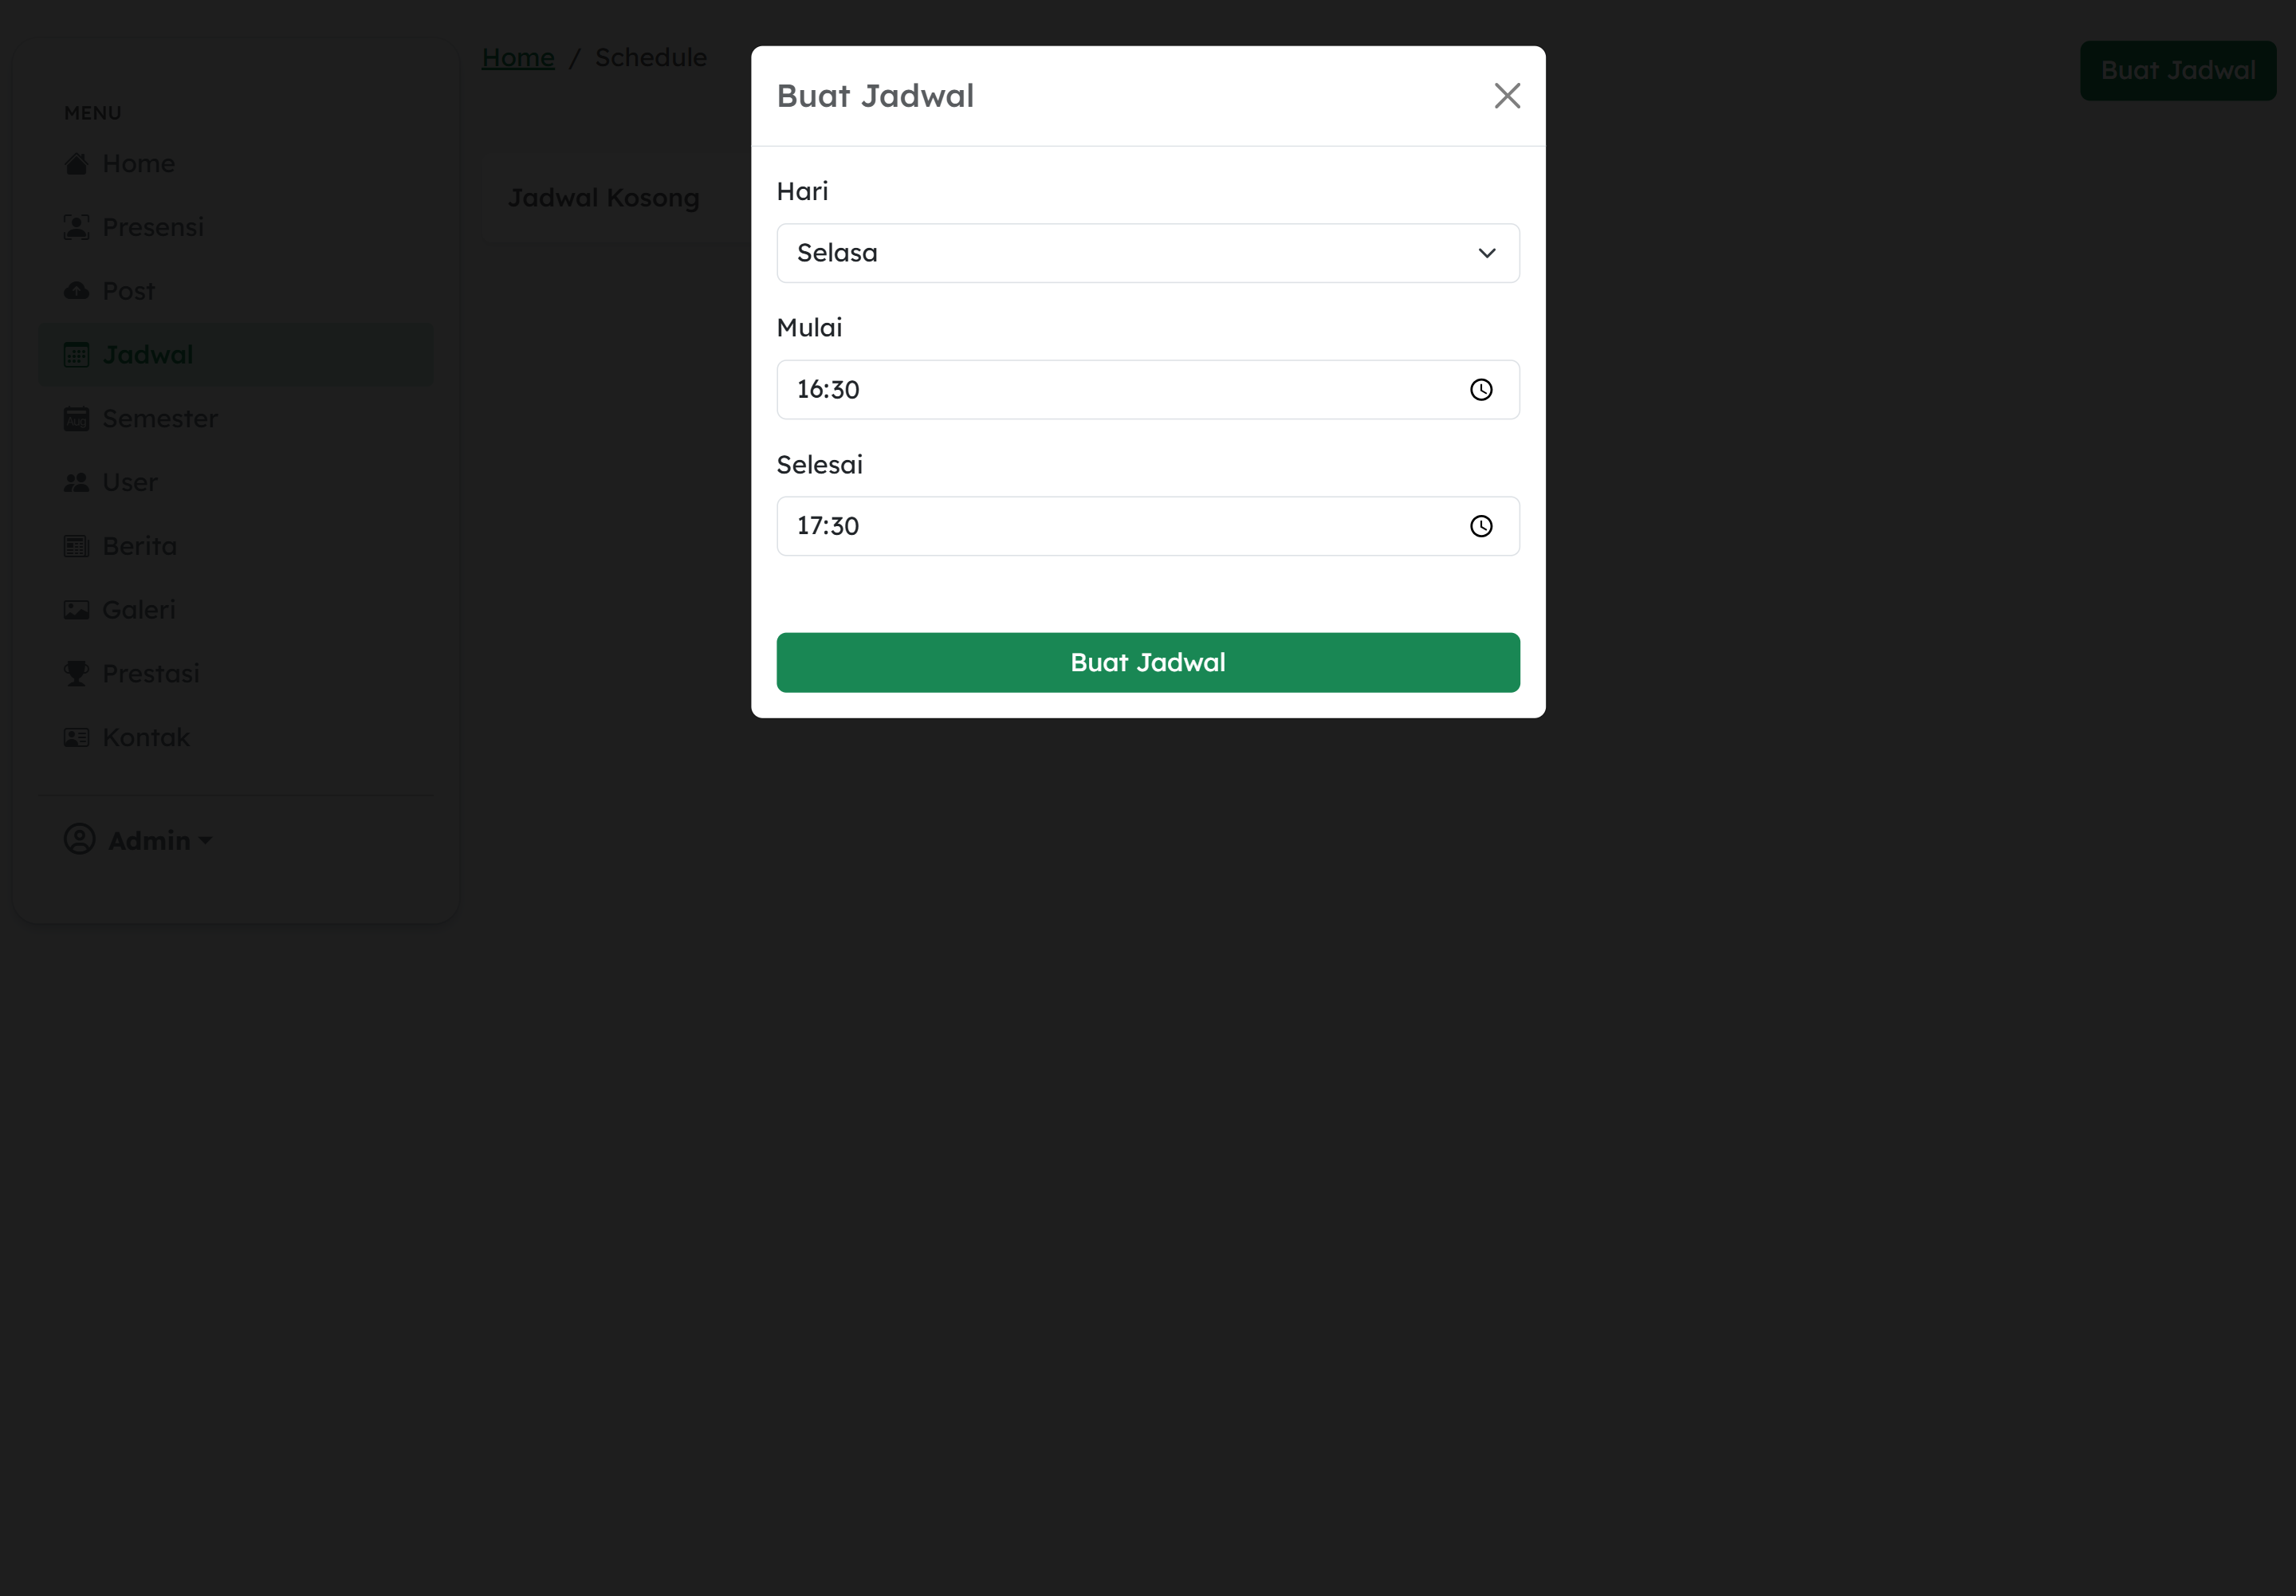 Home / Schedule
Buat Jadwal
MENU
Home
Presensi
Post
Jadwal
Semester
Aug
User
Berita
Galeri
Prestasi
Kontak
Admin
Jadwal Kosong
Buat Jadwal
Hari
Selasa
Mulai
16:30
Selesai
17:30
Buat Jadwal